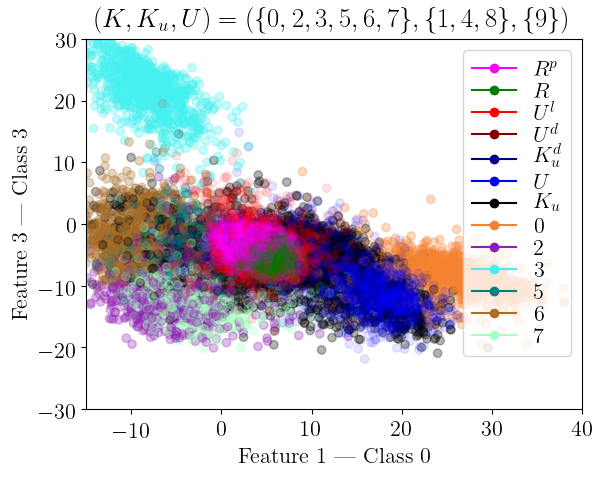 (K, K_u, U) = ({0, 2, 3, 5, 6, 7}, {1, 4, 8}, {9})
30
20
10
0
−10
−20
−30
Feature 3 — Class 3
−10
0
10
20
30
40
Feature 1 — Class 0
R^p
R
U^l
U^d
K_u^d
U
K_u
0
2
3
5
6
7